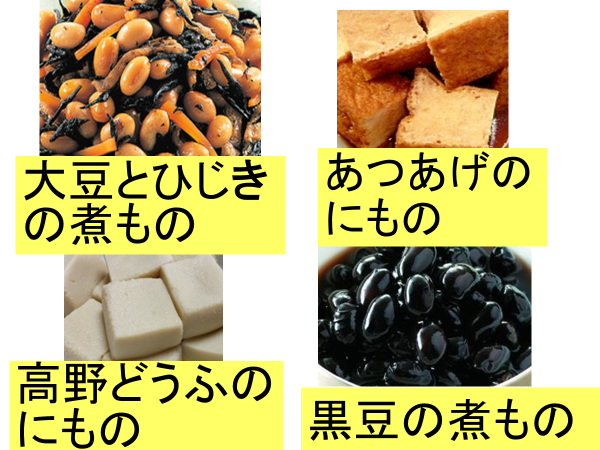 大豆とひじき
の煮もの
あつあげの
にもの
高野どうふの
にもの
黒豆の煮もの